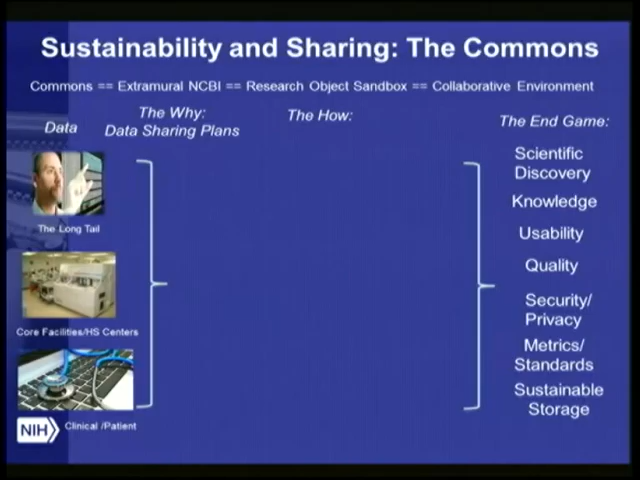 Sustainability and Sharing: The Commons
Commons == Extramural NCBI == Research Object Sandbox == Collaborative Environment
Data
The Why:
Data Sharing Plans
The How:
The End Game:
The Long Tail
Core Facilities/HS Centers
Clinical /Patient
NIH
Scientific
Discovery
Knowledge
Usability
Quality
Security/
Privacy
Metrics/
Standards
Sustainable
Storage